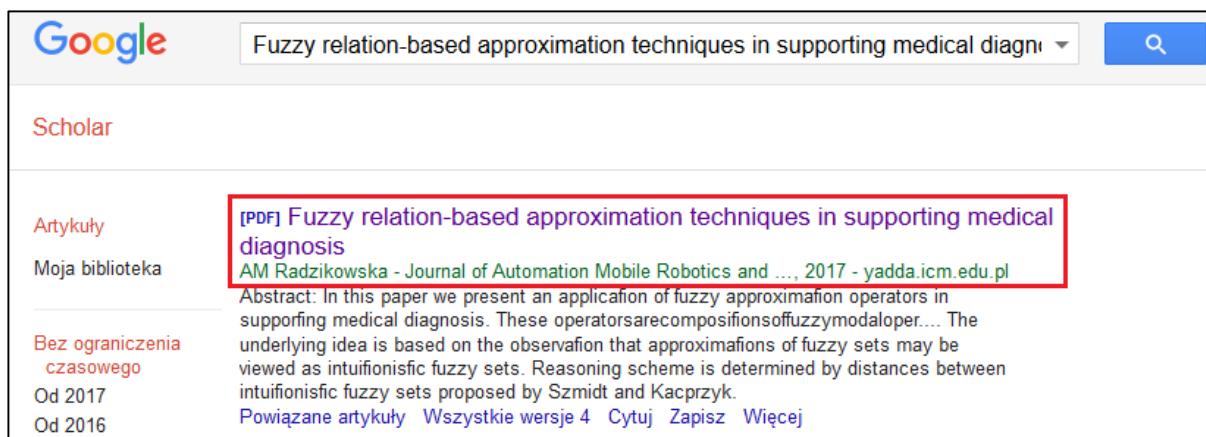 Google
Fuzzy relation-based approximation techniques in supporting medical diagn
Scholar
Artykuły
Moja biblioteka
Bez ograniczenia
czasowego
Od 2017
Od 2016
[PDF] Fuzzy relation-based approximation techniques in supporting medical
diagnosis
AM Radzikowska - Journal of Automation Mobile Robotics and ..., 2017 - yadda.icm.edu.pl
Abstract: In this paper we present an applicafion of fuzzy approximafion operators in
supporfing medical diagnosis. These operatorsarecomposifionsoffuzzymodaloper.... The
underlying idea is based on the observafion that approximafions of fuzzy sets may be
viewed as intuifionisfic fuzzy sets. Reasoning scheme is determined by distances between
intuifionisfic fuzzy sets proposed by Szmidt and Kacprzyk.
Powiązane artykuły Wszystkie wersje 4 Cytuj Zapisz Więcej